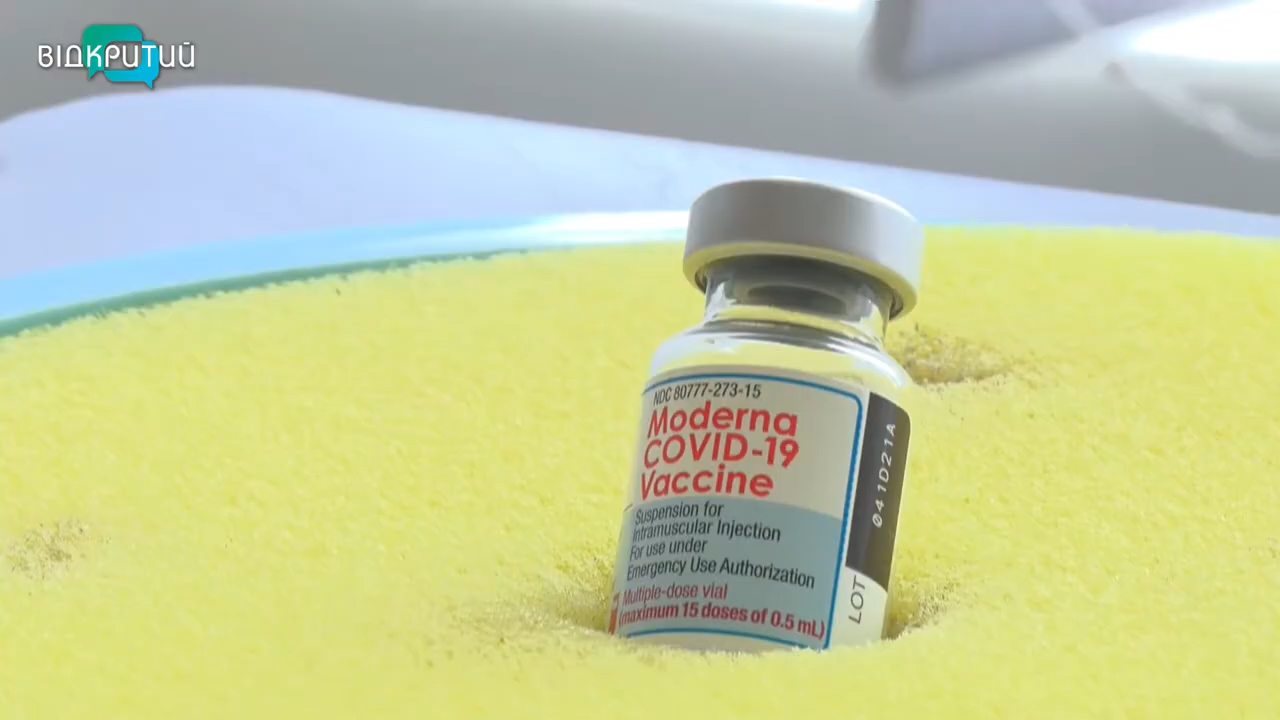 ВІДКРИТИЙ
NDC 80777-273-15
Moderna
COVID-19
Vaccine
Suspension for
Intramuscular Injection
For use under
Emergency Use Authorization
Multiple-dose vial
(maximum 15 doses of 0.5 mL)
LOT 041D21A